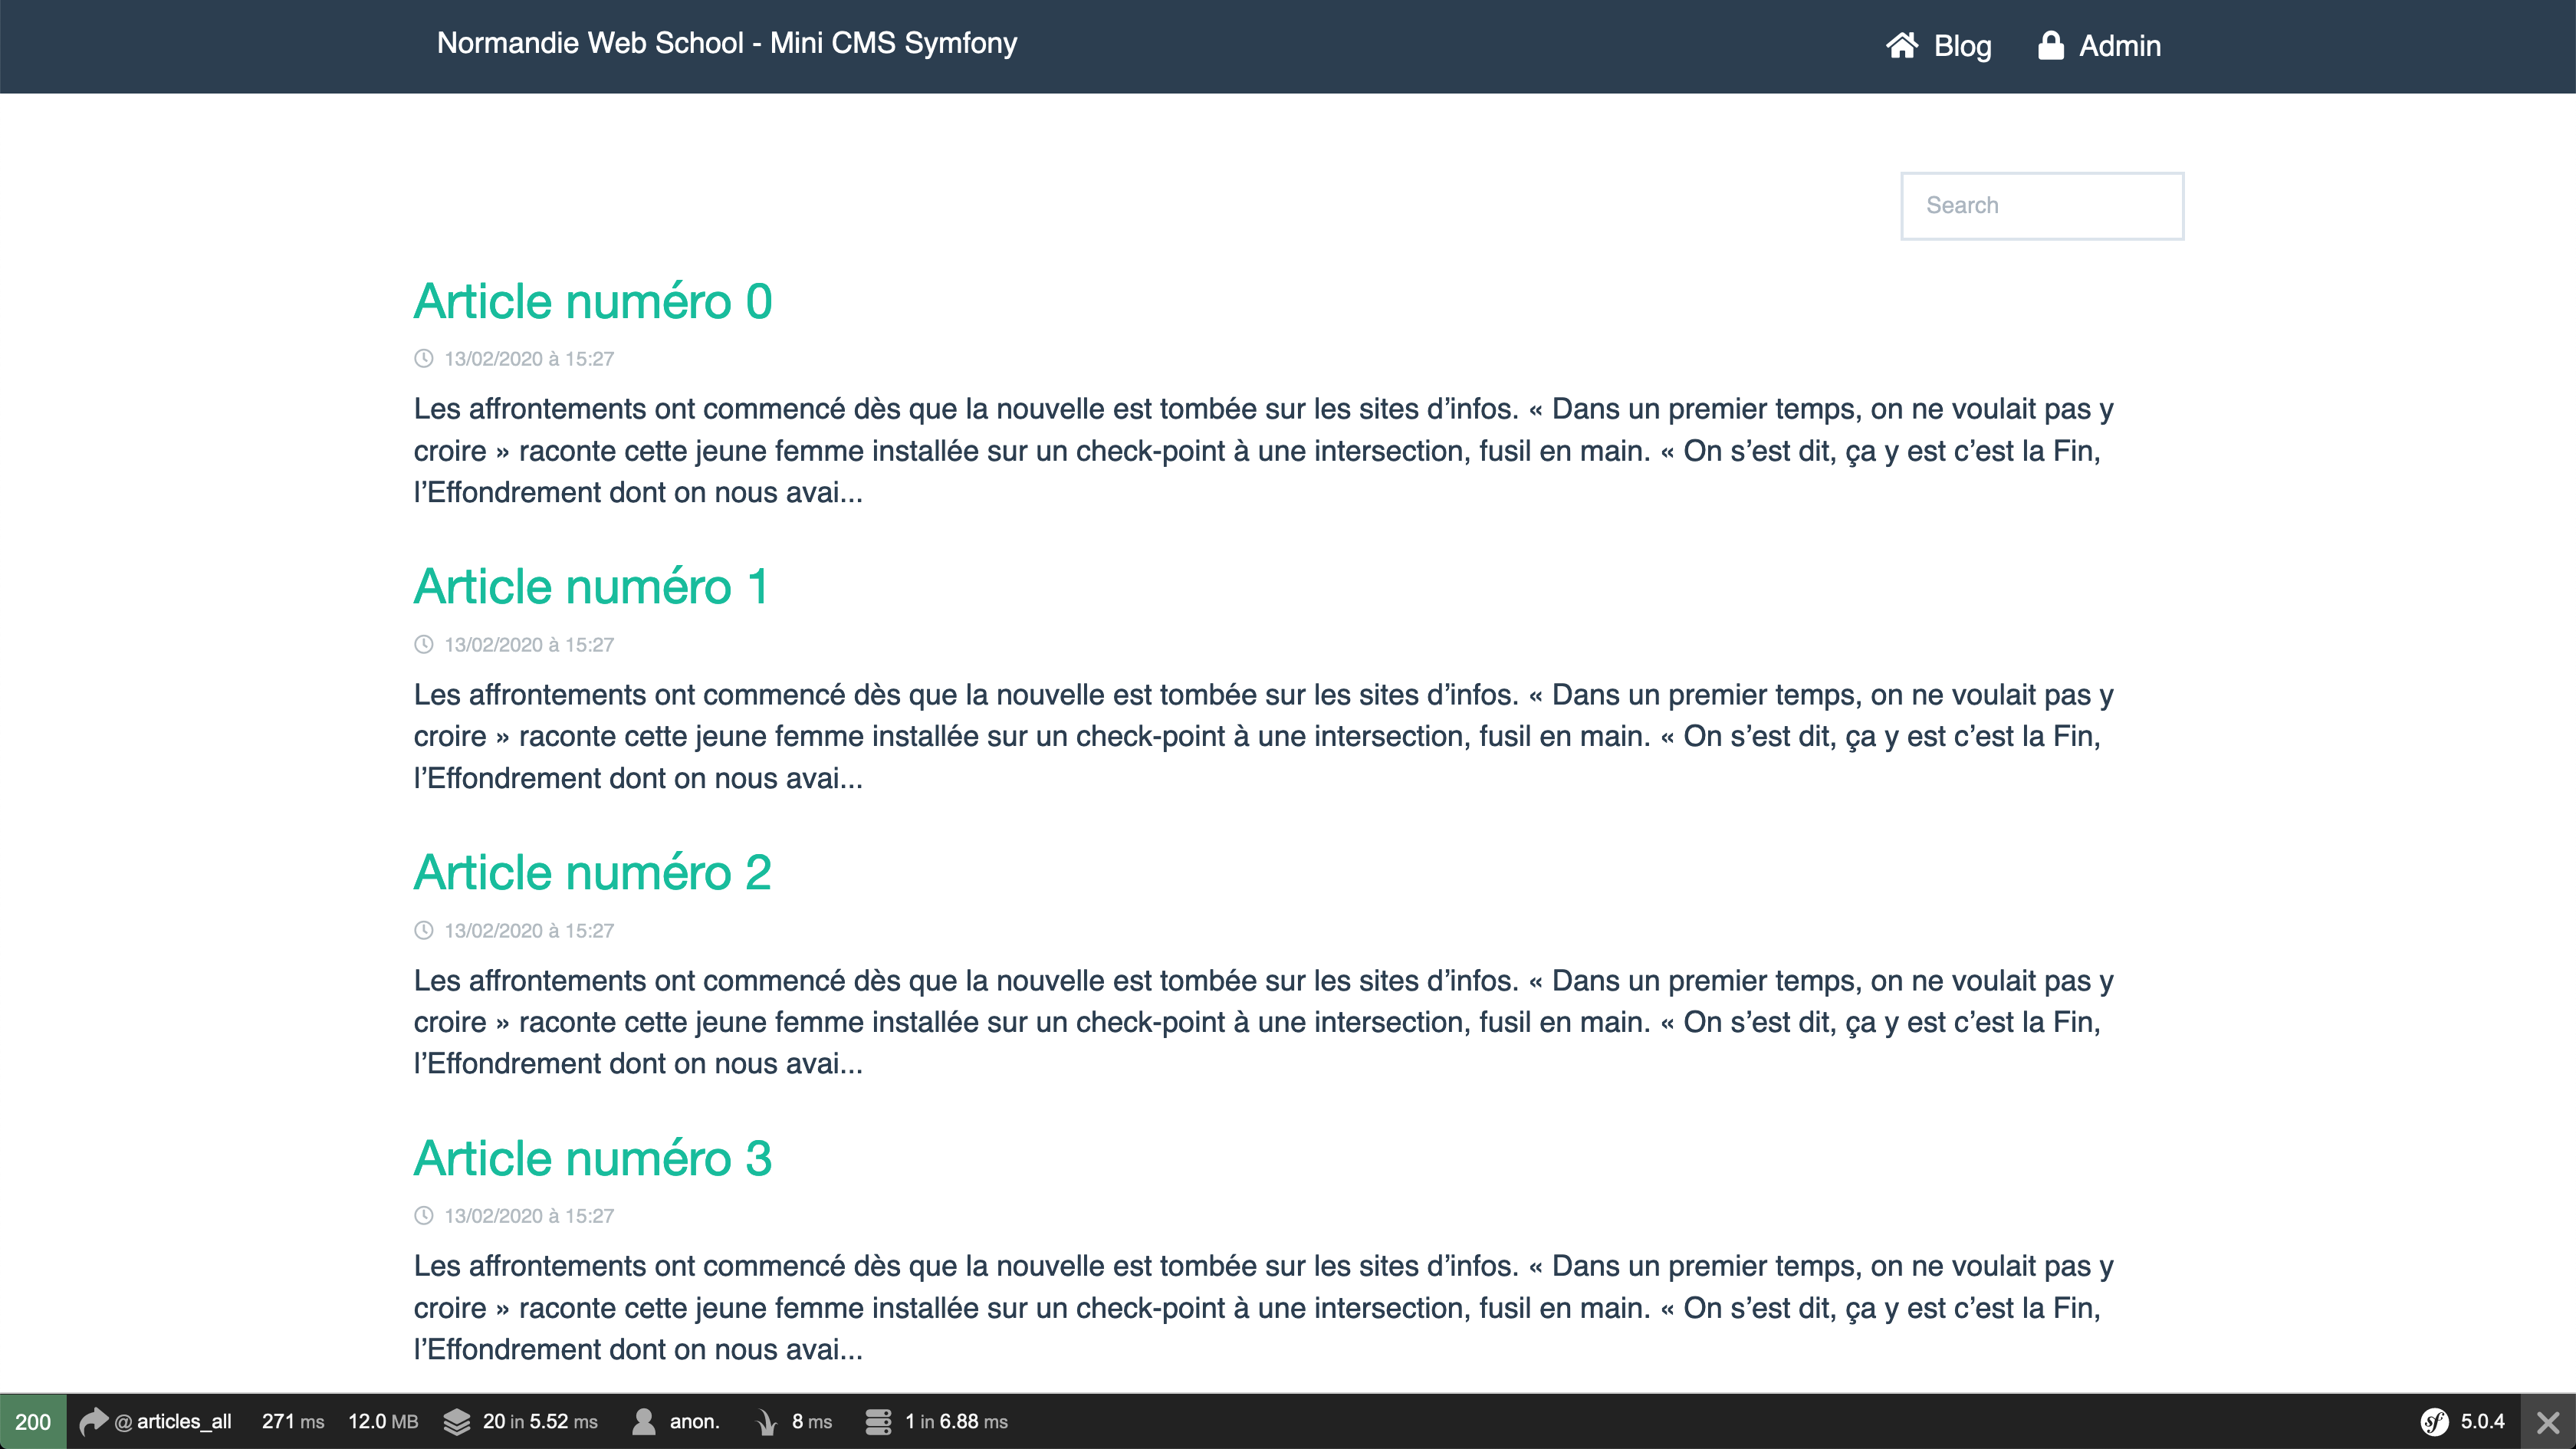 Normandie Web School - Mini CMS Symfony
Blog
Admin
Search
Article numéro 0
13/02/2020 à 15:27
Les affrontements ont commencé dès que la nouvelle est tombée sur les sites d’infos. « Dans un premier temps, on ne voulait pas y
croire » raconte cette jeune femme installée sur un check-point à une intersection, fusil en main. « On s’est dit, ça y est c’est la Fin,
l’Effondrement dont on nous avai...
Article numéro 1
13/02/2020 à 15:27
Les affrontements ont commencé dès que la nouvelle est tombée sur les sites d’infos. « Dans un premier temps, on ne voulait pas y
croire » raconte cette jeune femme installée sur un check-point à une intersection, fusil en main. « On s’est dit, ça y est c’est la Fin,
l’Effondrement dont on nous avai...
Article numéro 2
13/02/2020 à 15:27
Les affrontements ont commencé dès que la nouvelle est tombée sur les sites d’infos. « Dans un premier temps, on ne voulait pas y
croire » raconte cette jeune femme installée sur un check-point à une intersection, fusil en main. « On s’est dit, ça y est c’est la Fin,
l’Effondrement dont on nous avai...
Article numéro 3
13/02/2020 à 15:27
Les affrontements ont commencé dès que la nouvelle est tombée sur les sites d’infos. « Dans un premier temps, on ne voulait pas y
croire » raconte cette jeune femme installée sur un check-point à une intersection, fusil en main. « On s’est dit, ça y est c’est la Fin,
l’Effondrement dont on nous avai...
200 @ articles_all 271 ms 12.0 MB 20 in 5.52 ms anon. 8 ms 1 in 6.88 ms sf 5.0.4